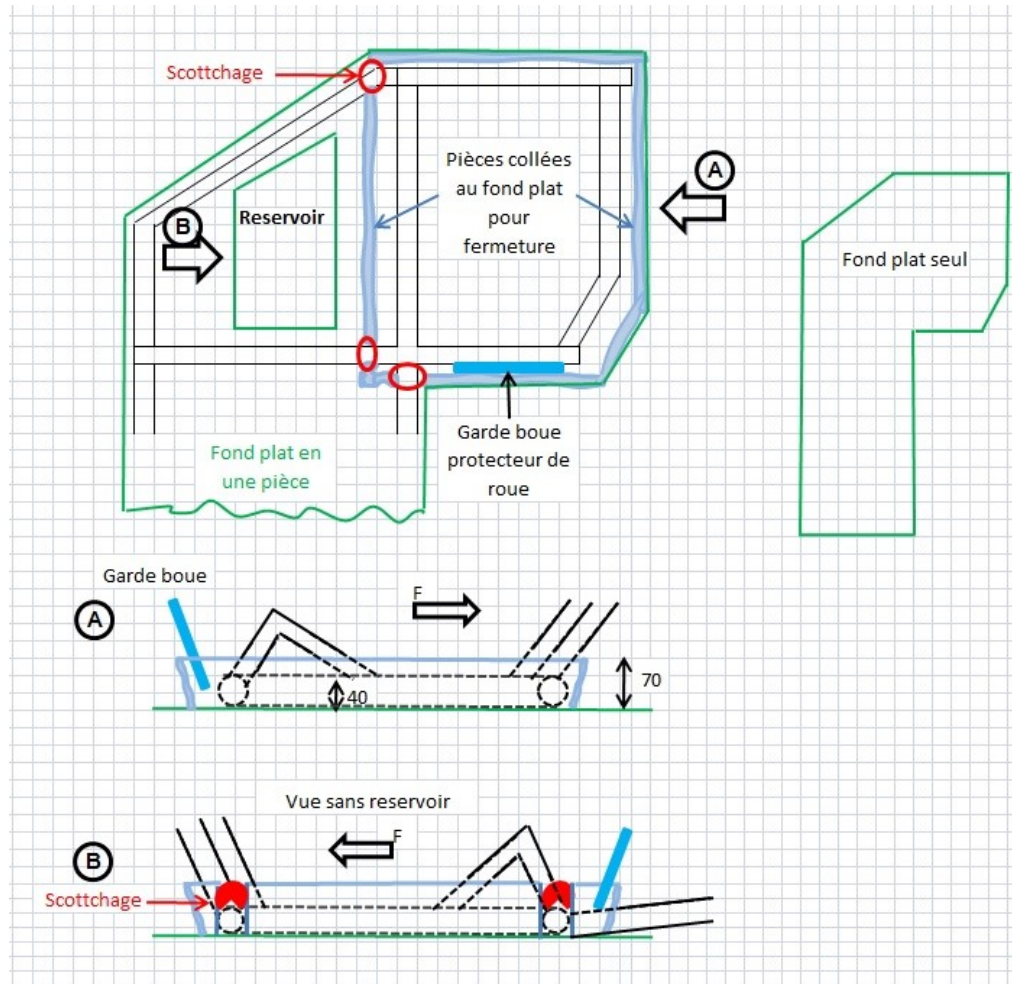 Scottchage
Pièces collées
au fond plat
pour
fermeture
A
B
Reservoir
Fond plat seul
Garde boue
protecteur de
roue
Fond plat en
une pièce
Garde boue
A
F
40
70
Vue sans reservoir
B
F
Scottchage